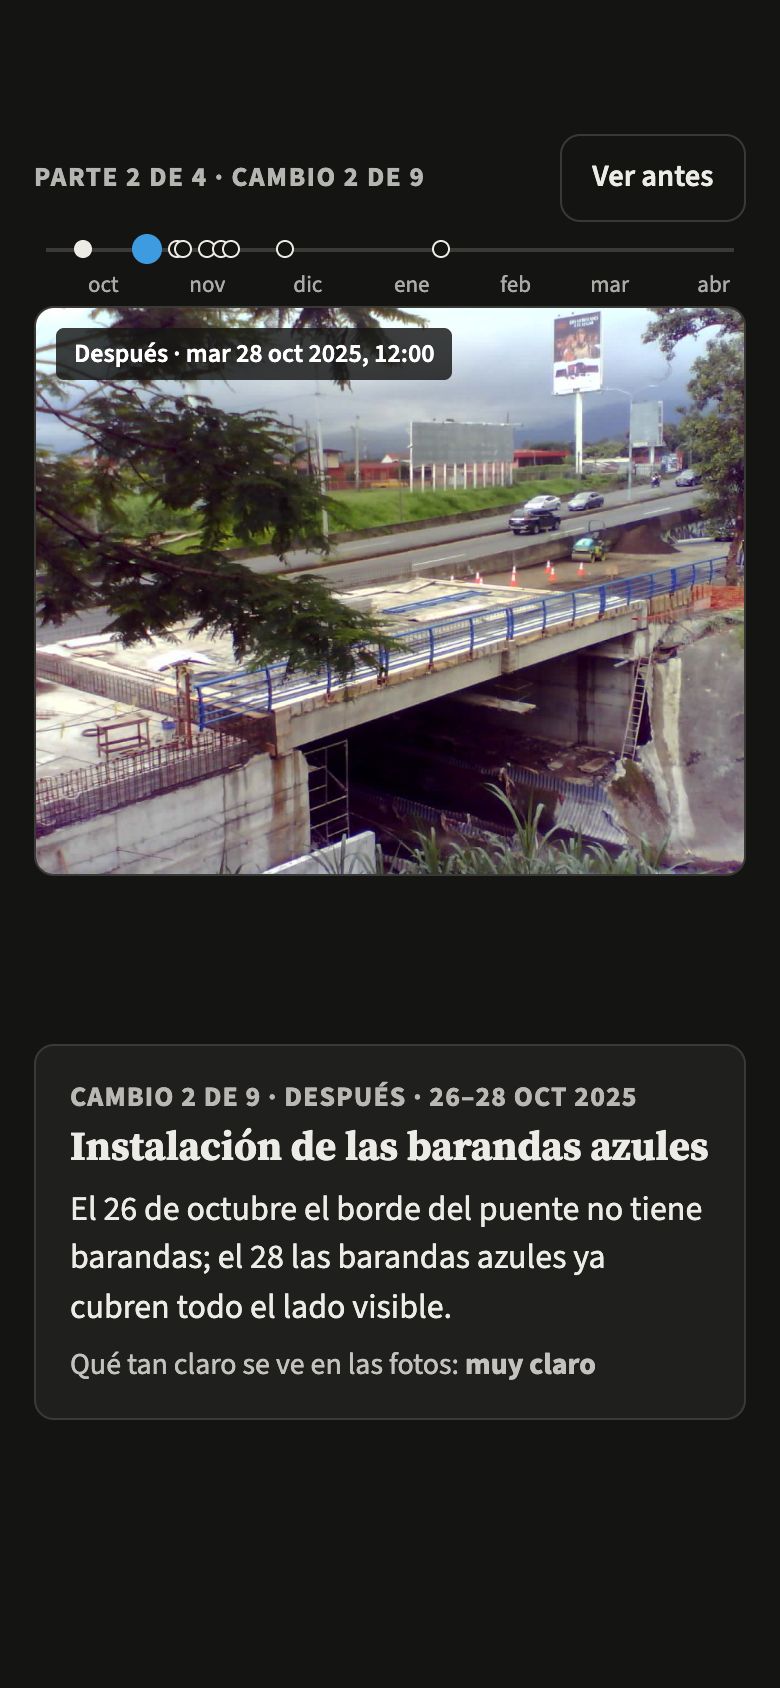 PARTE 2 DE 4 · CAMBIO 2 DE 9
Ver antes
oct nov dic ene feb mar abr
Después · mar 28 oct 2025, 12:00
CAMBIO 2 DE 9 · DESPUÉS · 26–28 OCT 2025
Instalación de las barandas azules
El 26 de octubre el borde del puente no tiene
barandas; el 28 las barandas azules ya
cubren todo el lado visible.
Qué tan claro se ve en las fotos: muy claro